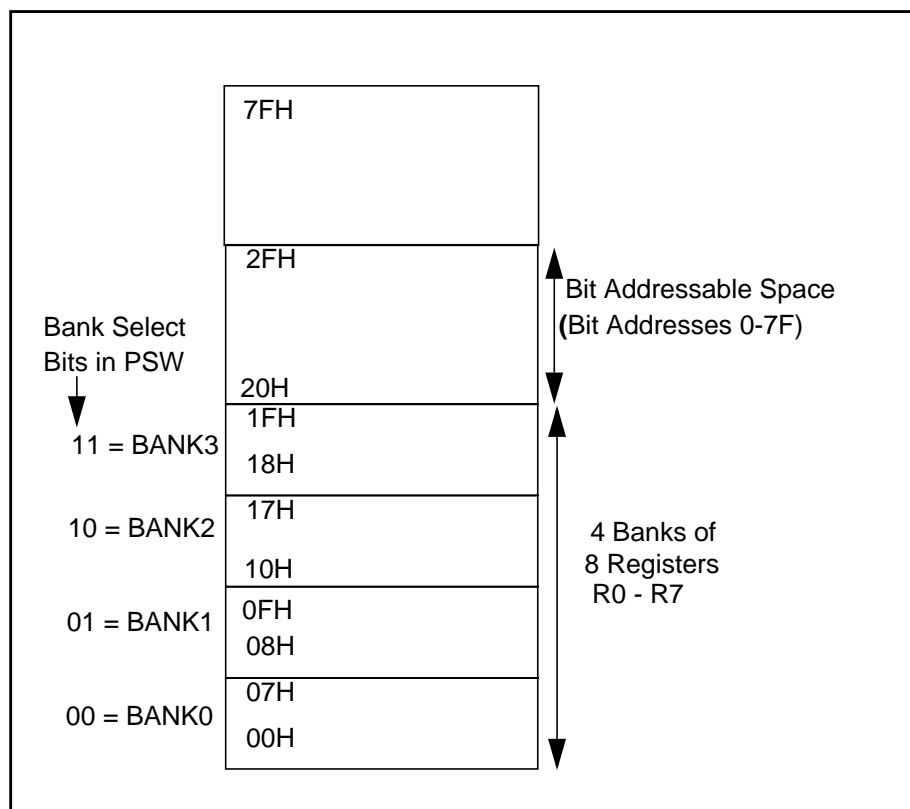 7FH
2FH
Bit Addressable Space
(Bit Addresses 0-7F)
20H
Bank Select
Bits in PSW
11 = BANK3
1FH
18H
10 = BANK2
17H
10H
01 = BANK1
0FH
08H
00 = BANK0
07H
00H
4 Banks of
8 Registers
R0 - R7